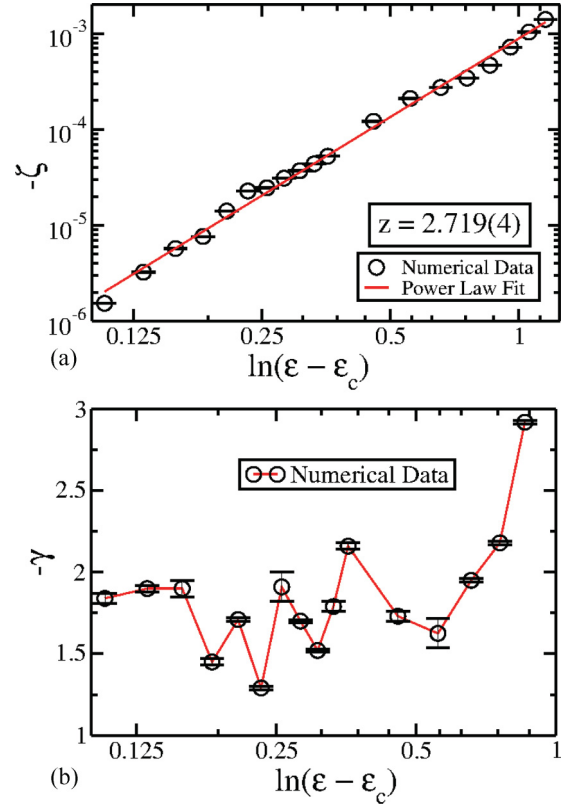 10⁻³
10⁻⁴
-ζ
10⁻⁵
z = 2.719(4)
Numerical Data
Power Law Fit
10⁻⁶
0.125 0.25 0.5 1
(a)
ln(ε − ε_c)
3
Numerical Data
2.5
-γ
2
1.5
1
0.125 0.25 0.5 1
(b)
ln(ε − ε_c)